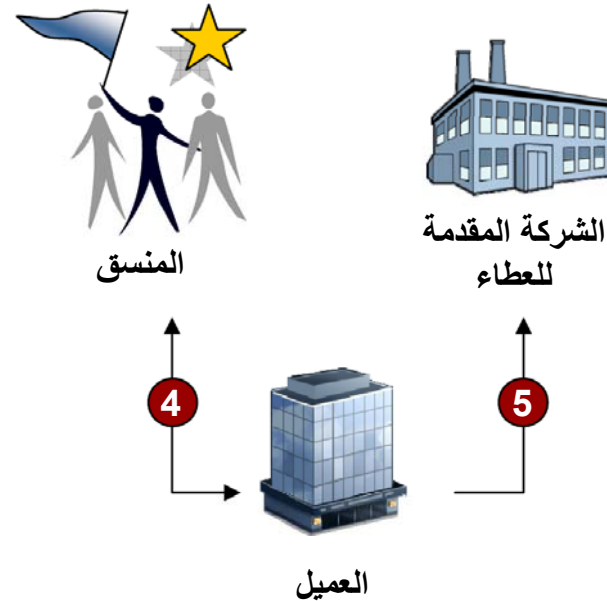 المنسق
الشركة المقدمة
للعطاء
4
5
العميل